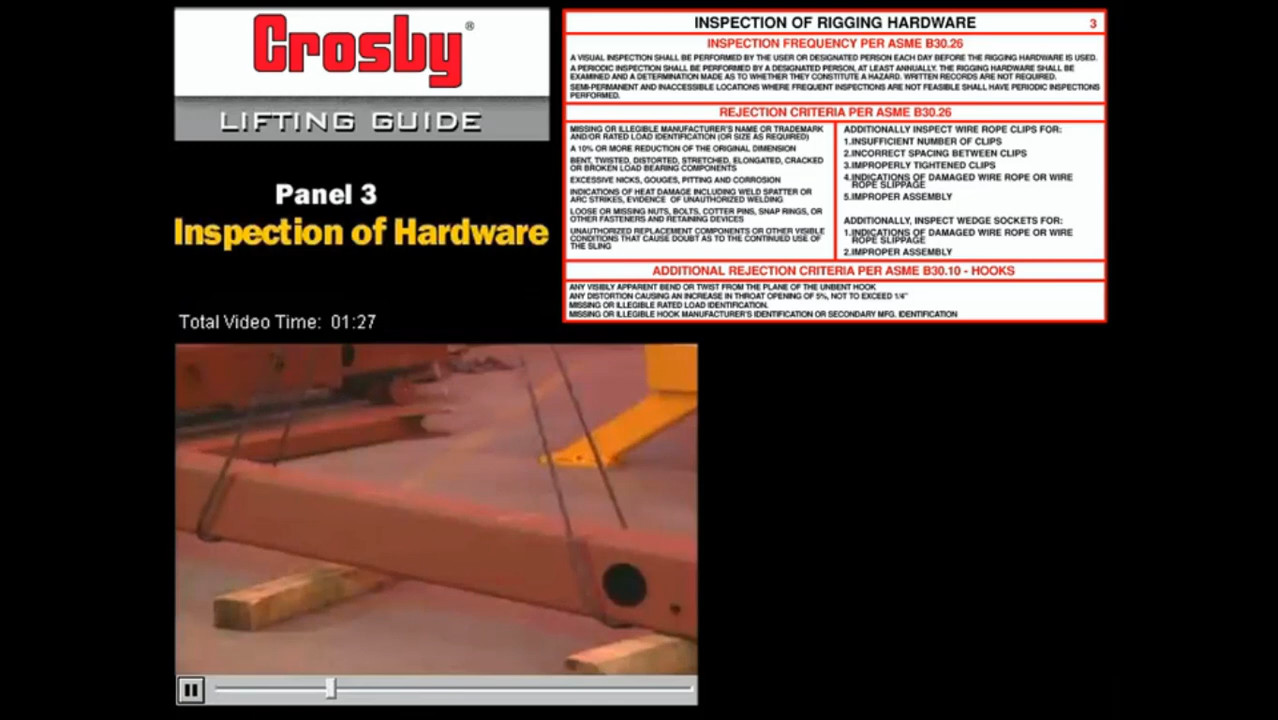 Crosby®
LIFTING GUIDE
Panel 3
Inspection of Hardware
Total Video Time: 01:27
INSPECTION OF RIGGING HARDWARE 3
INSPECTION FREQUENCY PER ASME B30.26
A VISUAL INSPECTION SHALL BE PERFORMED BY THE USER OR DESIGNATED PERSON EACH DAY BEFORE THE RIGGING HARDWARE IS USED.
A PERIODIC INSPECTION SHALL BE PERFORMED BY A DESIGNATED PERSON, AT LEAST ANNUALLY. THE RIGGING HARDWARE SHALL BE
EXAMINED AND A DETERMINATION MADE AS TO WHETHER THEY CONSTITUTE A HAZARD. WRITTEN RECORDS ARE NOT REQUIRED.
SEMI-PERMANENT AND INACCESSIBLE LOCATIONS WHERE FREQUENT INSPECTIONS ARE NOT FEASIBLE SHALL HAVE PERIODIC INSPECTIONS
PERFORMED.
REJECTION CRITERIA PER ASME B30.26
MISSING OR ILLEGIBLE MANUFACTURER'S NAME OR TRADEMARK
AND/OR RATED LOAD IDENTIFICATION (OR SIZE AS REQUIRED)
A 10% OR MORE REDUCTION OF THE ORIGINAL DIMENSION
BENT, TWISTED, DISTORTED, STRETCHED, ELONGATED, CRACKED
OR BROKEN LOAD BEARING COMPONENTS
EXCESSIVE NICKS, GOUGES, PITTING AND CORROSION
INDICATIONS OF HEAT DAMAGE INCLUDING WELD SPATTER OR
ARC STRIKES, EVIDENCE OF UNAUTHORIZED WELDING
LOOSE OR MISSING NUTS, BOLTS, COTTER PINS, SNAP RINGS, OR
OTHER FASTENERS AND RETAINING DEVICES
UNAUTHORIZED REPLACEMENT COMPONENTS OR OTHER VISIBLE
CONDITIONS THAT CAUSE DOUBT AS TO THE CONTINUED USE OF
THE SLING
ADDITIONALLY INSPECT WIRE ROPE CLIPS FOR:
1.INSUFFICIENT NUMBER OF CLIPS
2.INCORRECT SPACING BETWEEN CLIPS
3.IMPROPERLY TIGHTENED CLIPS
4.INDICATIONS OF DAMAGED WIRE ROPE OR WIRE
ROPE SLIPPAGE
5.IMPROPER ASSEMBLY
ADDITIONALLY, INSPECT WEDGE SOCKETS FOR:
1.INDICATIONS OF DAMAGED WIRE ROPE OR WIRE
ROPE SLIPPAGE
2.IMPROPER ASSEMBLY
ADDITIONAL REJECTION CRITERIA PER ASME B30.10 - HOOKS
ANY VISIBLY APPARENT BEND OR TWIST FROM THE PLANE OF THE UNBENT HOOK
ANY DISTORTION CAUSING AN INCREASE IN THROAT OPENING OF 5%, NOT TO EXCEED 1/4"
MISSING OR ILLEGIBLE RATED LOAD IDENTIFICATION.
MISSING OR ILLEGIBLE HOOK MANUFACTURER'S IDENTIFICATION OR SECONDARY MFG. IDENTIFICATION